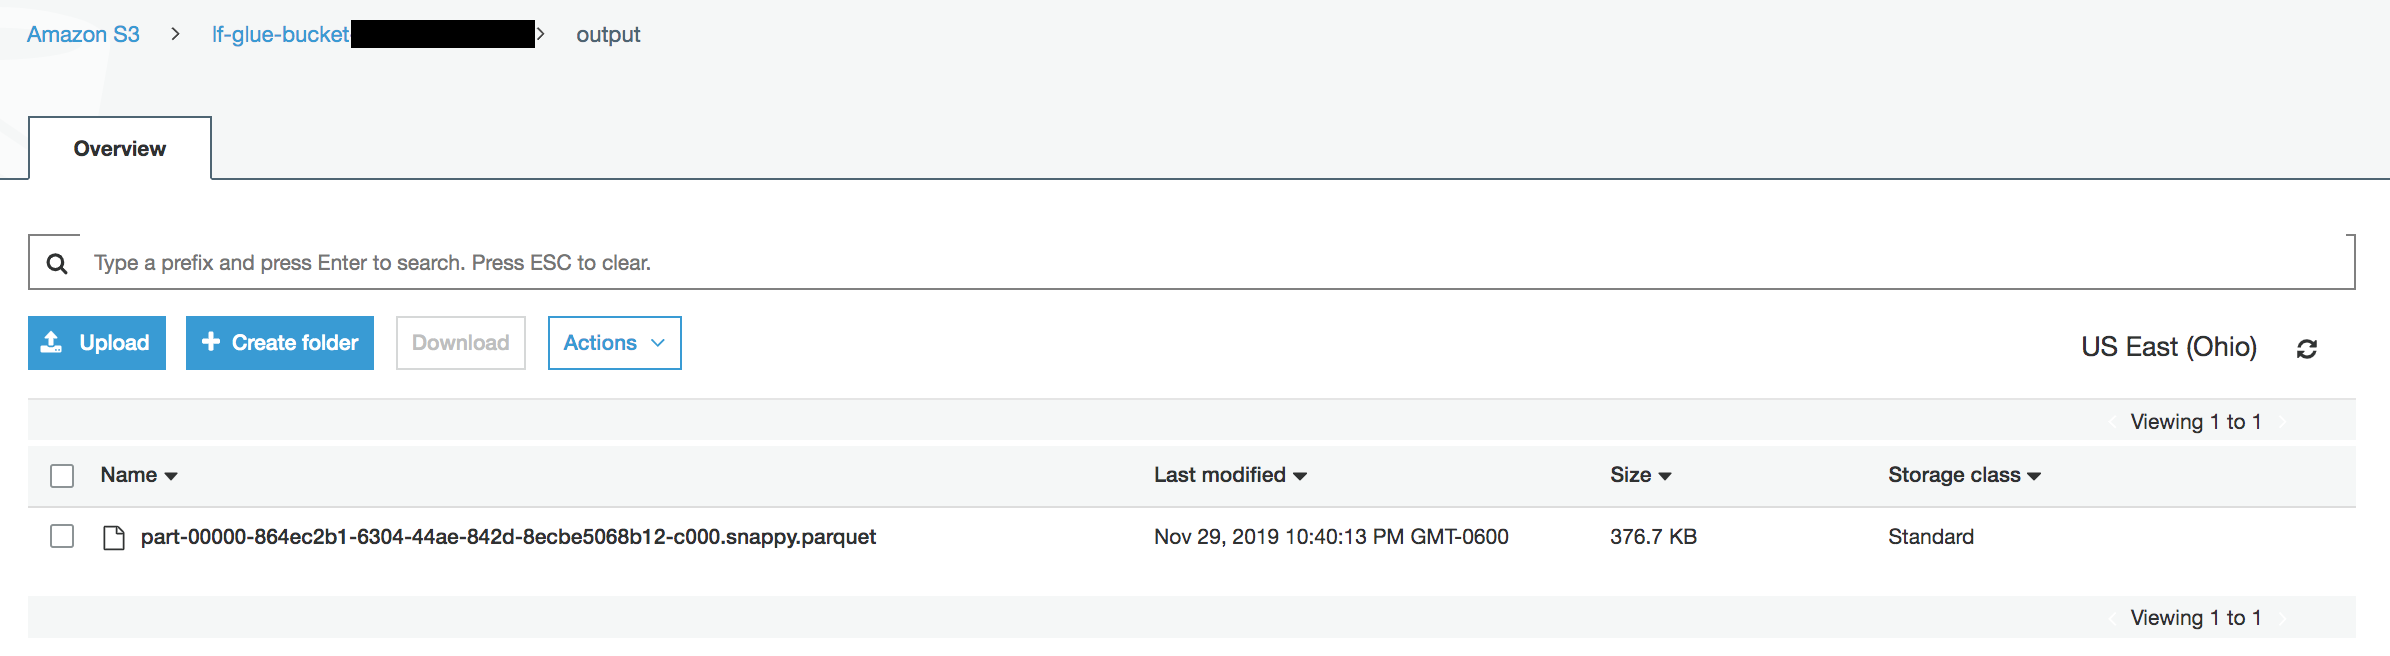 Amazon S3 > lf-glue-bucket > output
Overview
Type a prefix and press Enter to search. Press ESC to clear.
Upload Create folder Download Actions US East (Ohio)
Viewing 1 to 1
Name Last modified Size Storage class
part-00000-864ec2b1-6304-44ae-842d-8ecbe5068b12-c000.snappy.parquet Nov 29, 2019 10:40:13 PM GMT-0600 376.7 KB Standard
Viewing 1 to 1